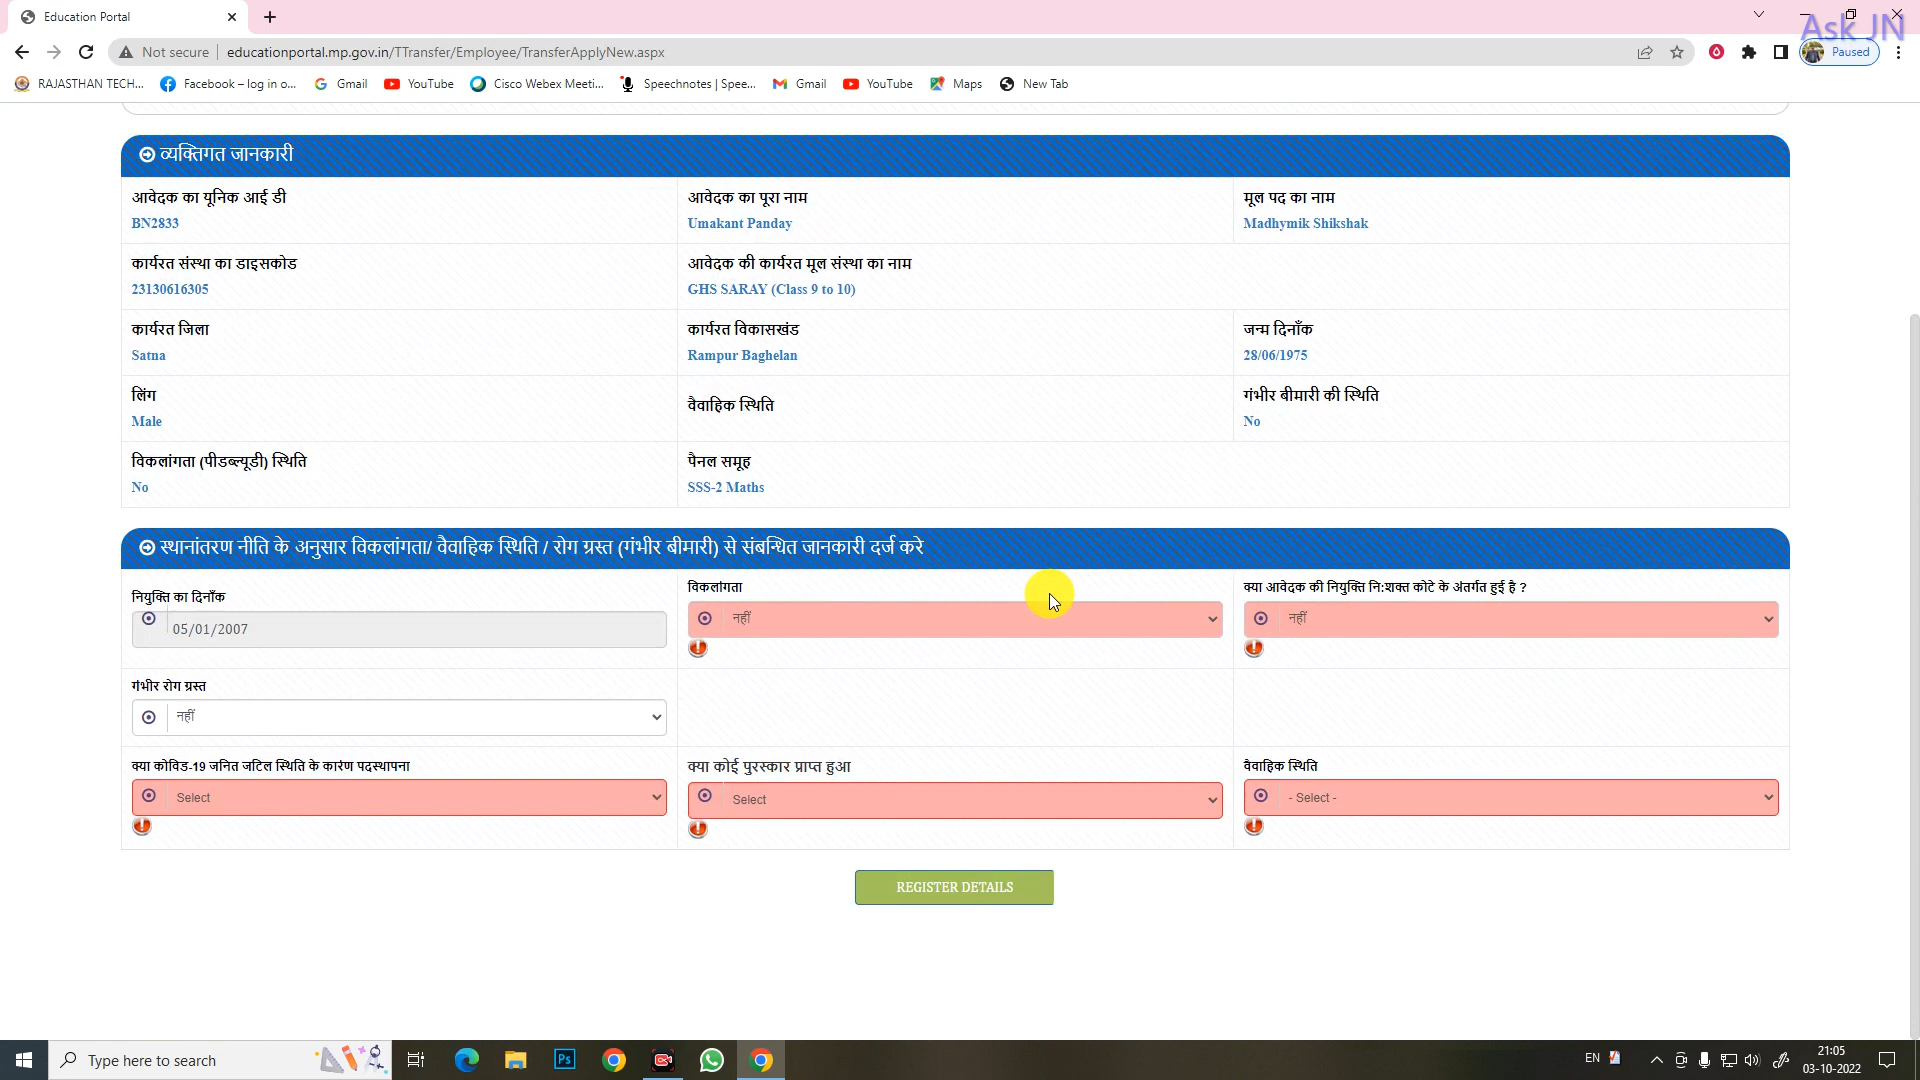 Education Portal
Ask JN
Not secure educationportal.mp.gov.in/TTransfer/Employee/TransferApplyNew.aspx Paused
RAJASTHAN TECH... Facebook – log in o... Gmail YouTube Cisco Webex Meeti... Speechnotes | Spee... Gmail YouTube Maps New Tab
व्यक्तिगत जानकारी
आवेदक का यूनिक आई डी आवेदक का पूरा नाम मूल पद का नाम
BN2833 Umakant Panday Madhymik Shikshak
कार्यरत संस्था का डाइसकोड आवेदक की कार्यरत मूल संस्था का नाम
23130616305 GHS SARAY (Class 9 to 10)
कार्यरत जिला कार्यरत विकासखंड जन्म दिनाँक
Satna Rampur Baghelan 28/06/1975
लिंग वैवाहिक स्थिति गंभीर बीमारी की स्थिति
Male No
विकलांगता (पीडब्ल्यूडी) स्थिति पैनल समूह
No SSS-2 Maths
स्थानांतरण नीति के अनुसार विकलांगता/ वैवाहिक स्थिति / रोग ग्रस्त (गंभीर बीमारी) से संबन्धित जानकारी दर्ज करे
नियुक्ति का दिनाँक विकलांगता क्या आवेदक की नियुक्ति नि:शक्त कोटे के अंतर्गत हुई है ?
05/01/2007 नहीं नहीं
गंभीर रोग ग्रस्त
नहीं
क्या कोविड-19 जनित जटिल स्थिति के कारंण पदस्थापना क्या कोई पुरस्कार प्राप्त हुआ वैवाहिक स्थिति
Select Select - Select -
REGISTER DETAILS
Type here to search Ps EN 21:05
03-10-2022